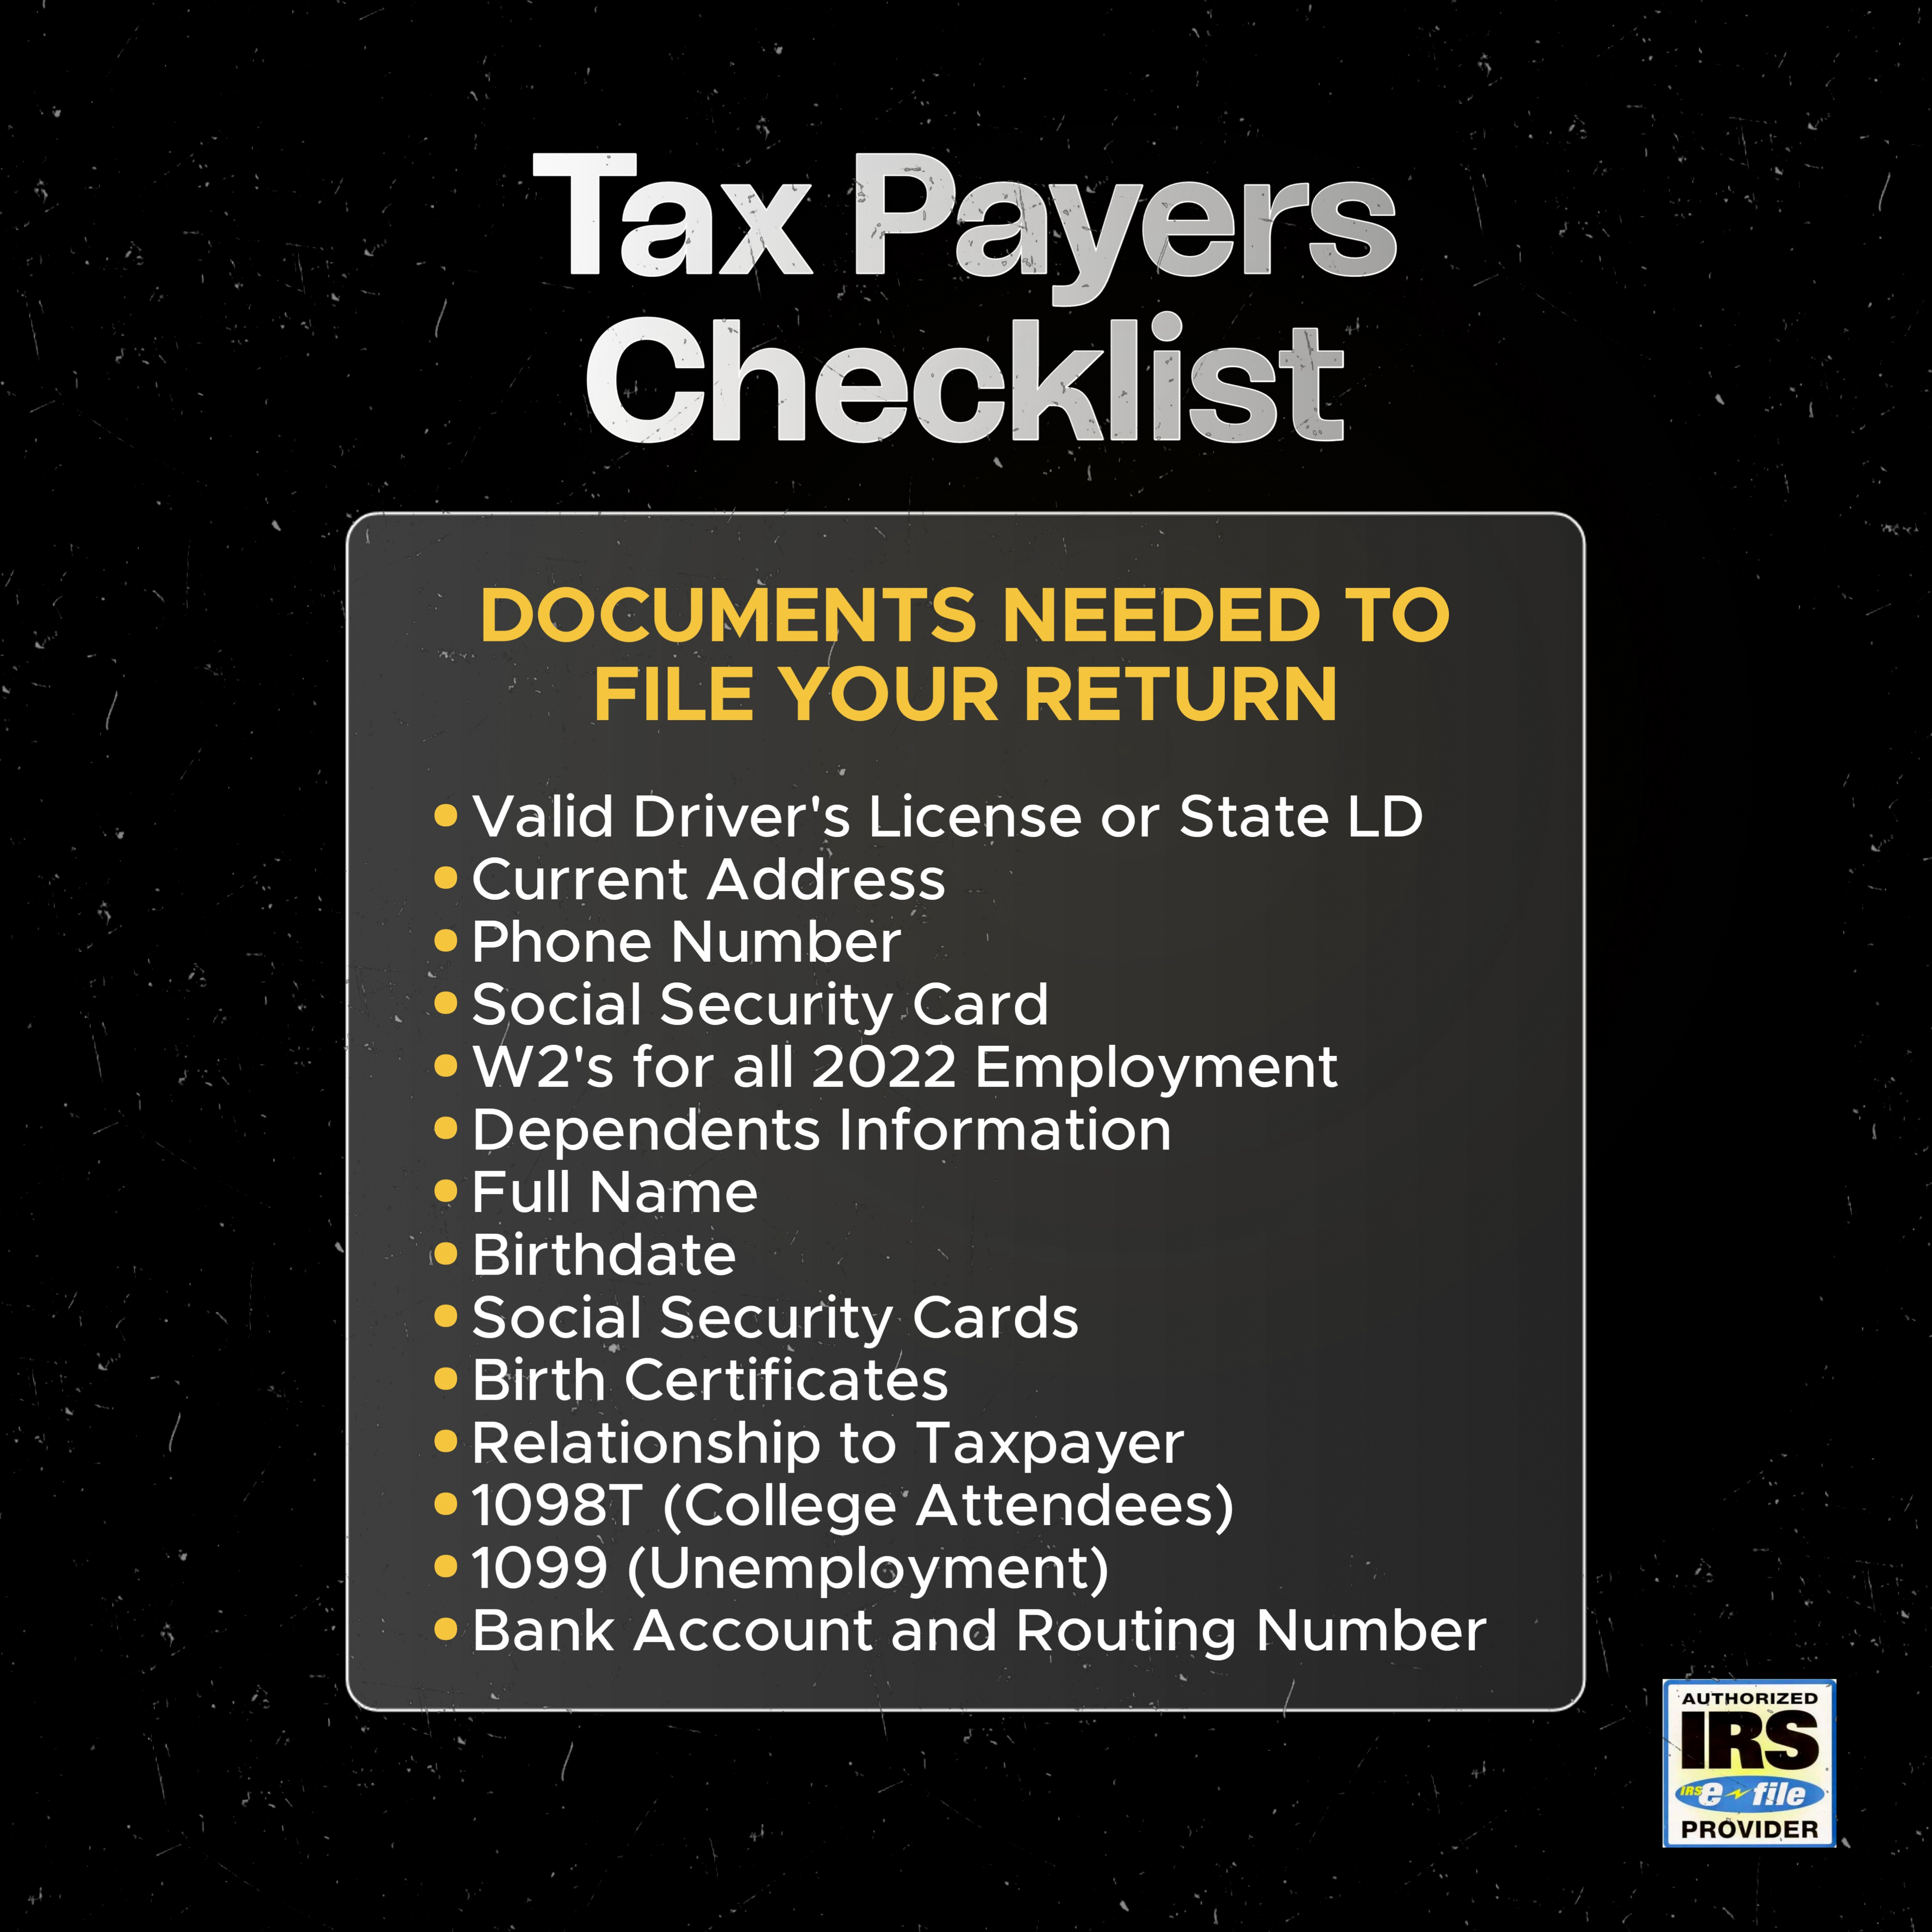 Tax Payers
Checklist
DOCUMENTS NEEDED TO
FILE YOUR RETURN
• Valid Driver's License or State LD
• Current Address
• Phone Number
• Social Security Card
• W2's for all 2022 Employment
• Dependents Information
• Full Name
• Birthdate
• Social Security Cards
• Birth Certificates
• Relationship to Taxpayer
• 1098T (College Attendees)
• 1099 (Unemployment)
• Bank Account and Routing Number
AUTHORIZED
IRS
IRS e file
PROVIDER